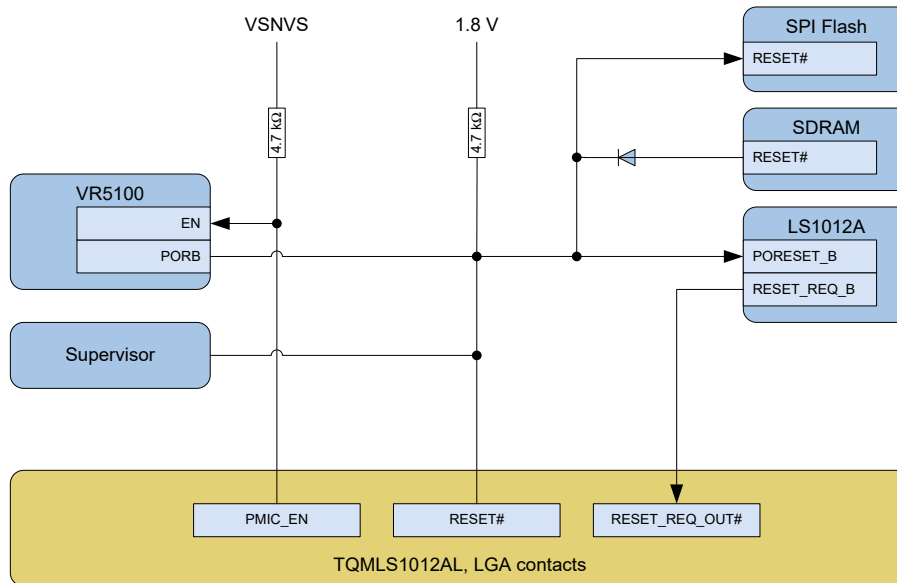 VSNVS
1.8 V
4.7 kΩ
4.7 kΩ
SPI Flash
RESET#
SDRAM
RESET#
VR5100
EN
PORB
LS1012A
PORESET_B
RESET_REQ_B
Supervisor
PMIC_EN
RESET#
RESET_REQ_OUT#
TQMLS1012AL, LGA contacts